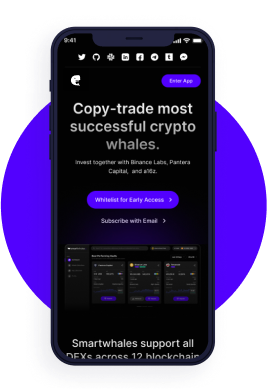 9:41
Enter App
Copy-trade most
successful crypto
whales.
Invest together with Binance Labs, Pantera
Capital, and a16z.
Whitelist for Early Access
Subscribe with Email
Smartwhales support all
DEXs across 12 blockchain